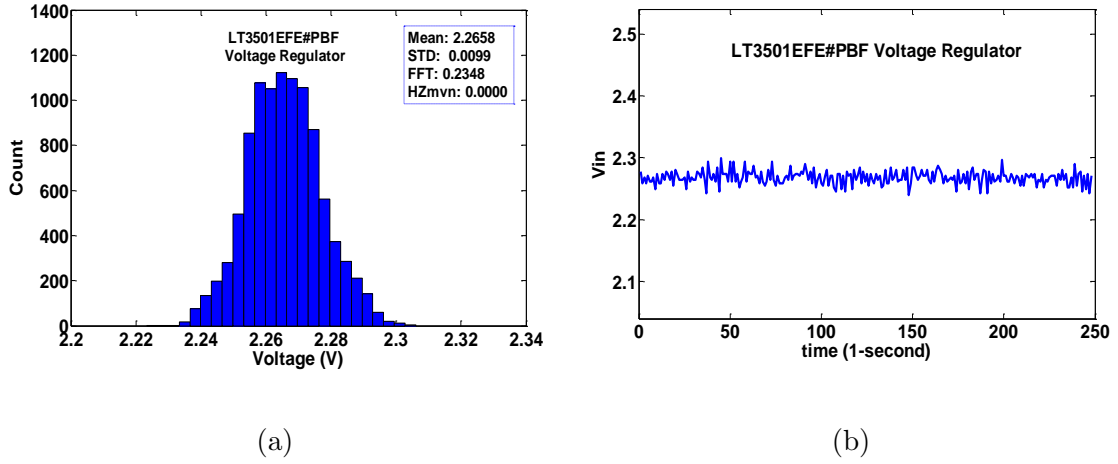 1400
1200
1000
800
600
400
200
0
Count
LT3501EFE#PBF
Voltage Regulator
Mean: 2.2658
STD: 0.0099
FFT: 0.2348
HZmvn: 0.0000
2.2 2.22 2.24 2.26 2.28 2.3 2.32 2.34
Voltage (V)
(a)
2.5
2.4
2.3
2.2
2.1
Vin
LT3501EFE#PBF Voltage Regulator
0 50 100 150 200 250
time (1-second)
(b)